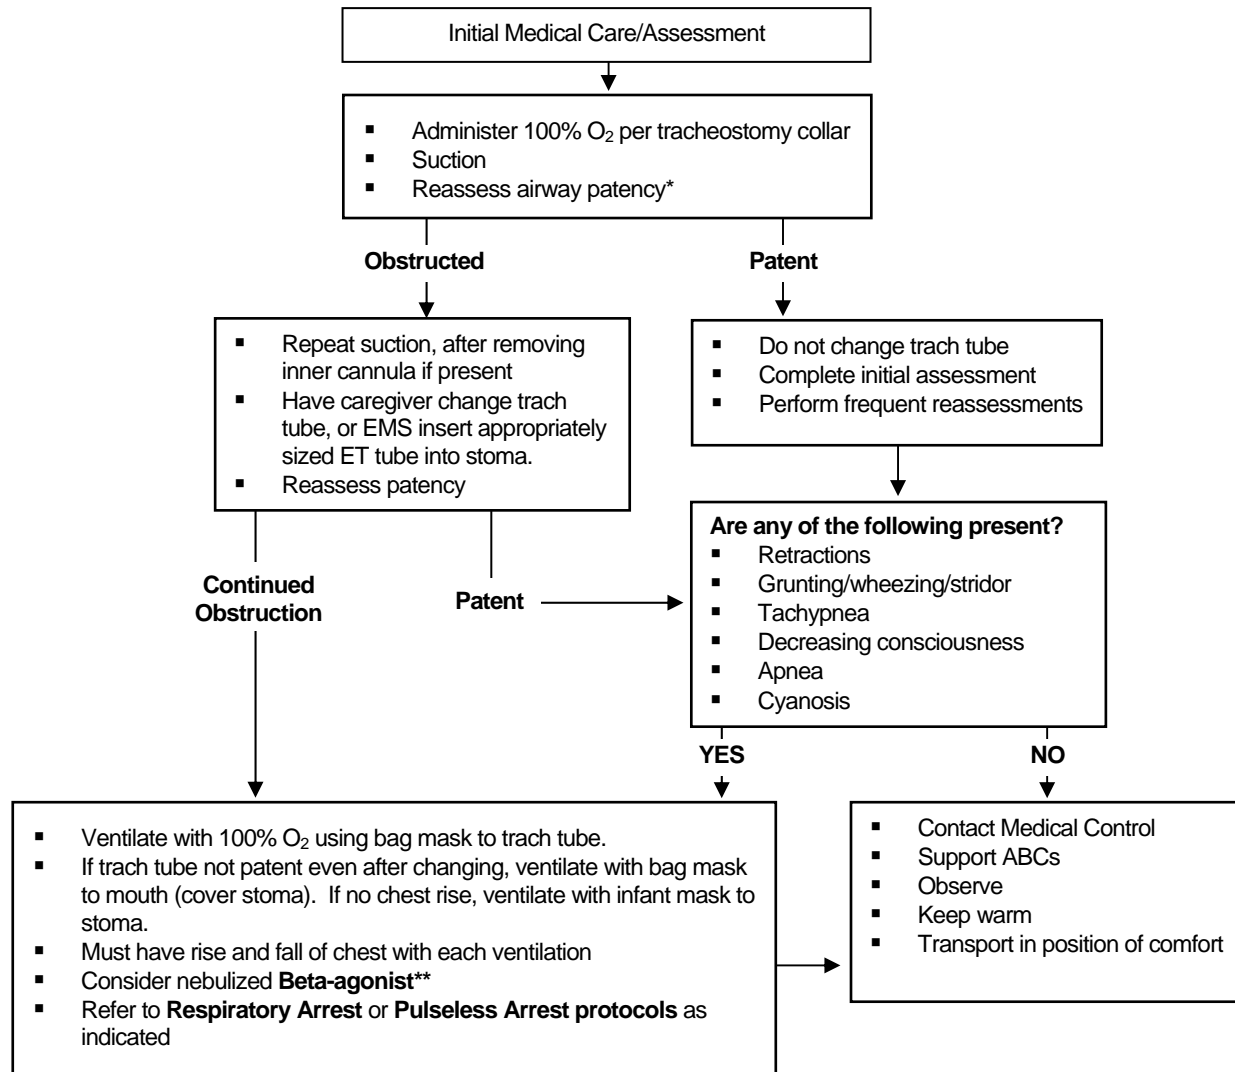 Initial Medical Care/Assessment
▪ Administer 100% O₂ per tracheostomy collar
▪ Suction
▪ Reassess airway patency*
Obstructed
Patent
▪ Repeat suction, after removing
inner cannula if present
▪ Have caregiver change trach
tube, or EMS insert appropriately
sized ET tube into stoma.
▪ Reassess patency
▪ Do not change trach tube
▪ Complete initial assessment
▪ Perform frequent reassessments
Continued
Obstruction
Patent
Are any of the following present?
▪ Retractions
▪ Grunting/wheezing/stridor
▪ Tachypnea
▪ Decreasing consciousness
▪ Apnea
▪ Cyanosis
YES
NO
▪ Ventilate with 100% O₂ using bag mask to trach tube.
▪ If trach tube not patent even after changing, ventilate with bag mask
to mouth (cover stoma).  If no chest rise, ventilate with infant mask to
stoma.
▪ Must have rise and fall of chest with each ventilation
▪ Consider nebulized Beta-agonist**
▪ Refer to Respiratory Arrest or Pulseless Arrest protocols as
indicated
▪ Contact Medical Control
▪ Support ABCs
▪ Observe
▪ Keep warm
▪ Transport in position of comfort